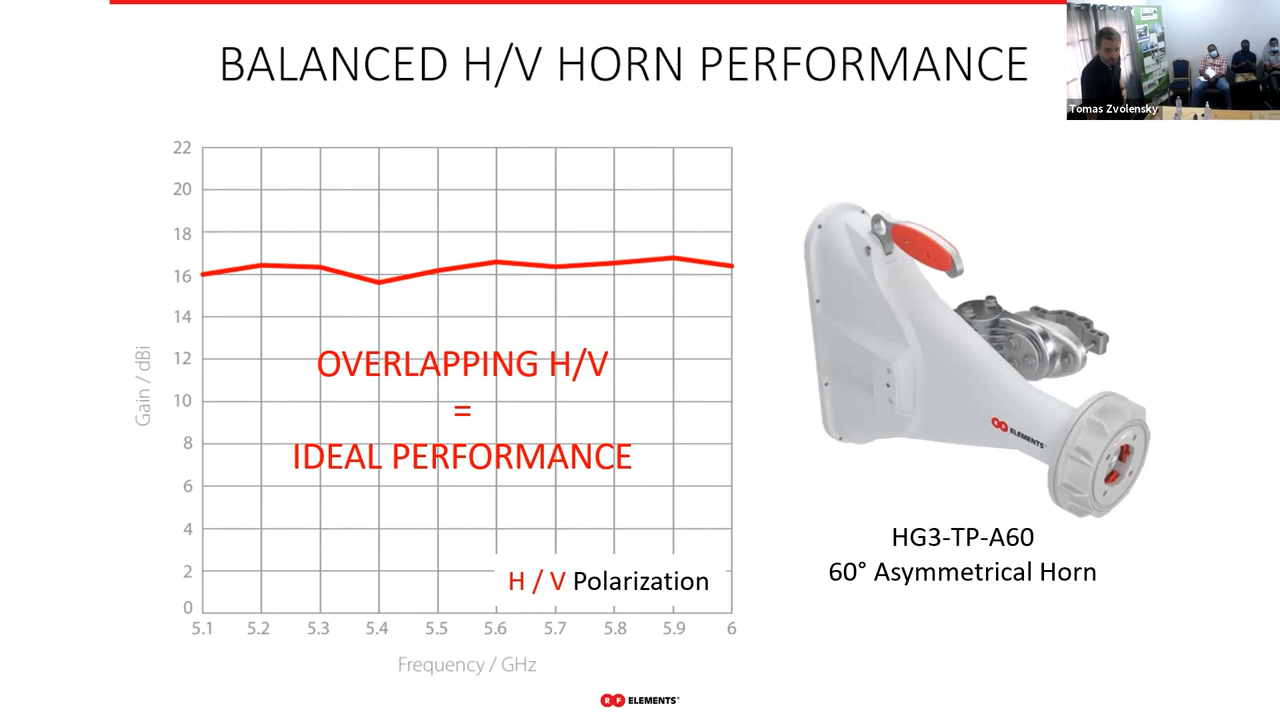 BALANCED H/V HORN PERFORMANCE
Tomas Zvolensky
22
20
18
16
14
12
10
8
6
4
2
0
Gain / dBi
OVERLAPPING H/V
=
IDEAL PERFORMANCE
H / V Polarization
5.1 5.2 5.3 5.4 5.5 5.6 5.7 5.8 5.9 6
Frequency / GHz
ELEMENTS
HG3-TP-A60
60° Asymmetrical Horn
RF ELEMENTS